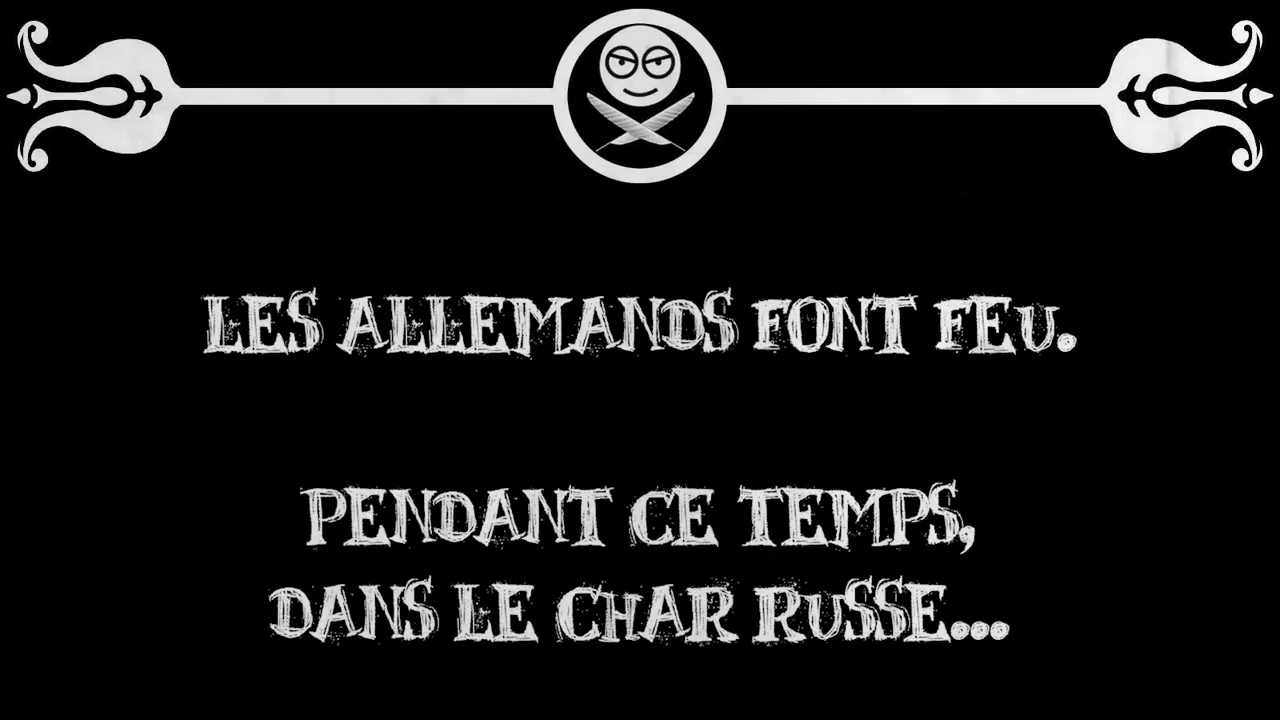 LES ALLEMANDS FONT FEU.
PENDANT CE TEMPS,
DANS LE CHAR RUSSE...